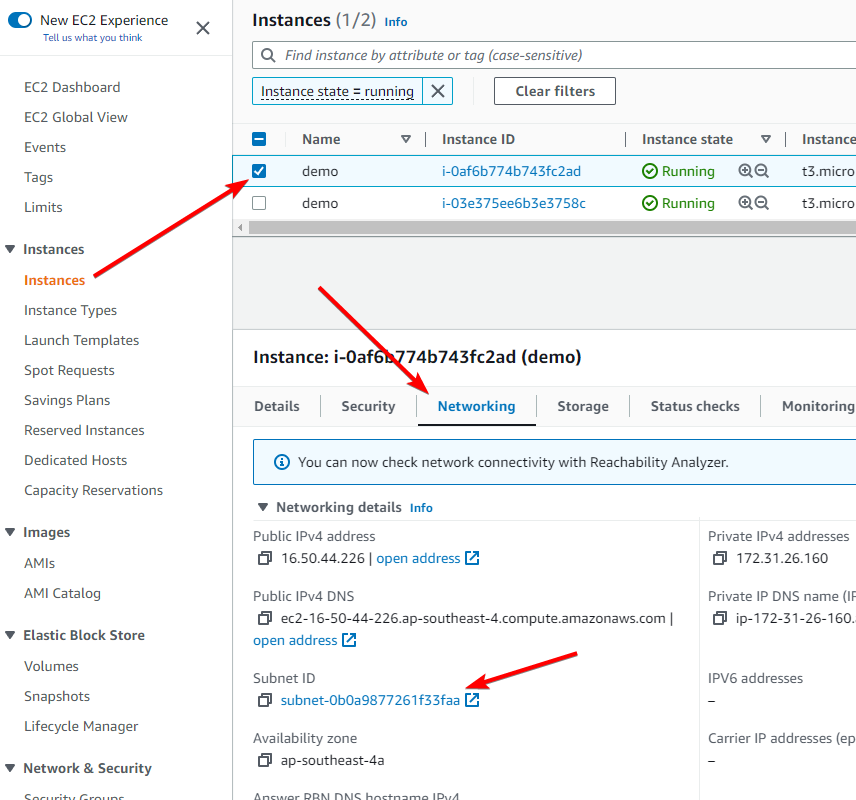 New EC2 Experience
Tell us what you think
EC2 Dashboard
EC2 Global View
Events
Tags
Limits
Instances
Instances
Instance Types
Launch Templates
Spot Requests
Savings Plans
Reserved Instances
Dedicated Hosts
Capacity Reservations
Images
AMIs
AMI Catalog
Elastic Block Store
Volumes
Snapshots
Lifecycle Manager
Network & Security
Security Groups
Instances (1/2) Info
Find instance by attribute or tag (case-sensitive)
Instance state = running
Clear filters
Name Instance ID Instance state Instance
demo i-0af6b774b743fc2ad Running t3.micro
demo i-03e375ee6b3e3758c Running t3.micro
Instance: i-0af6b774b743fc2ad (demo)
Details Security Networking Storage Status checks Monitoring
You can now check network connectivity with Reachability Analyzer.
Networking details Info
Public IPv4 address
16.50.44.226 | open address
Public IPv4 DNS
ec2-16-50-44-226.ap-southeast-4.compute.amazonaws.com |
open address
Subnet ID
subnet-0b0a9877261f33faa
Availability zone
ap-southeast-4a
Answer RBN DNS hostname IPv4
Private IPv4 addresses
172.31.26.160
Private IP DNS name (IP
ip-172-31-26-160.
IPV6 addresses
–
Carrier IP addresses (ep
–